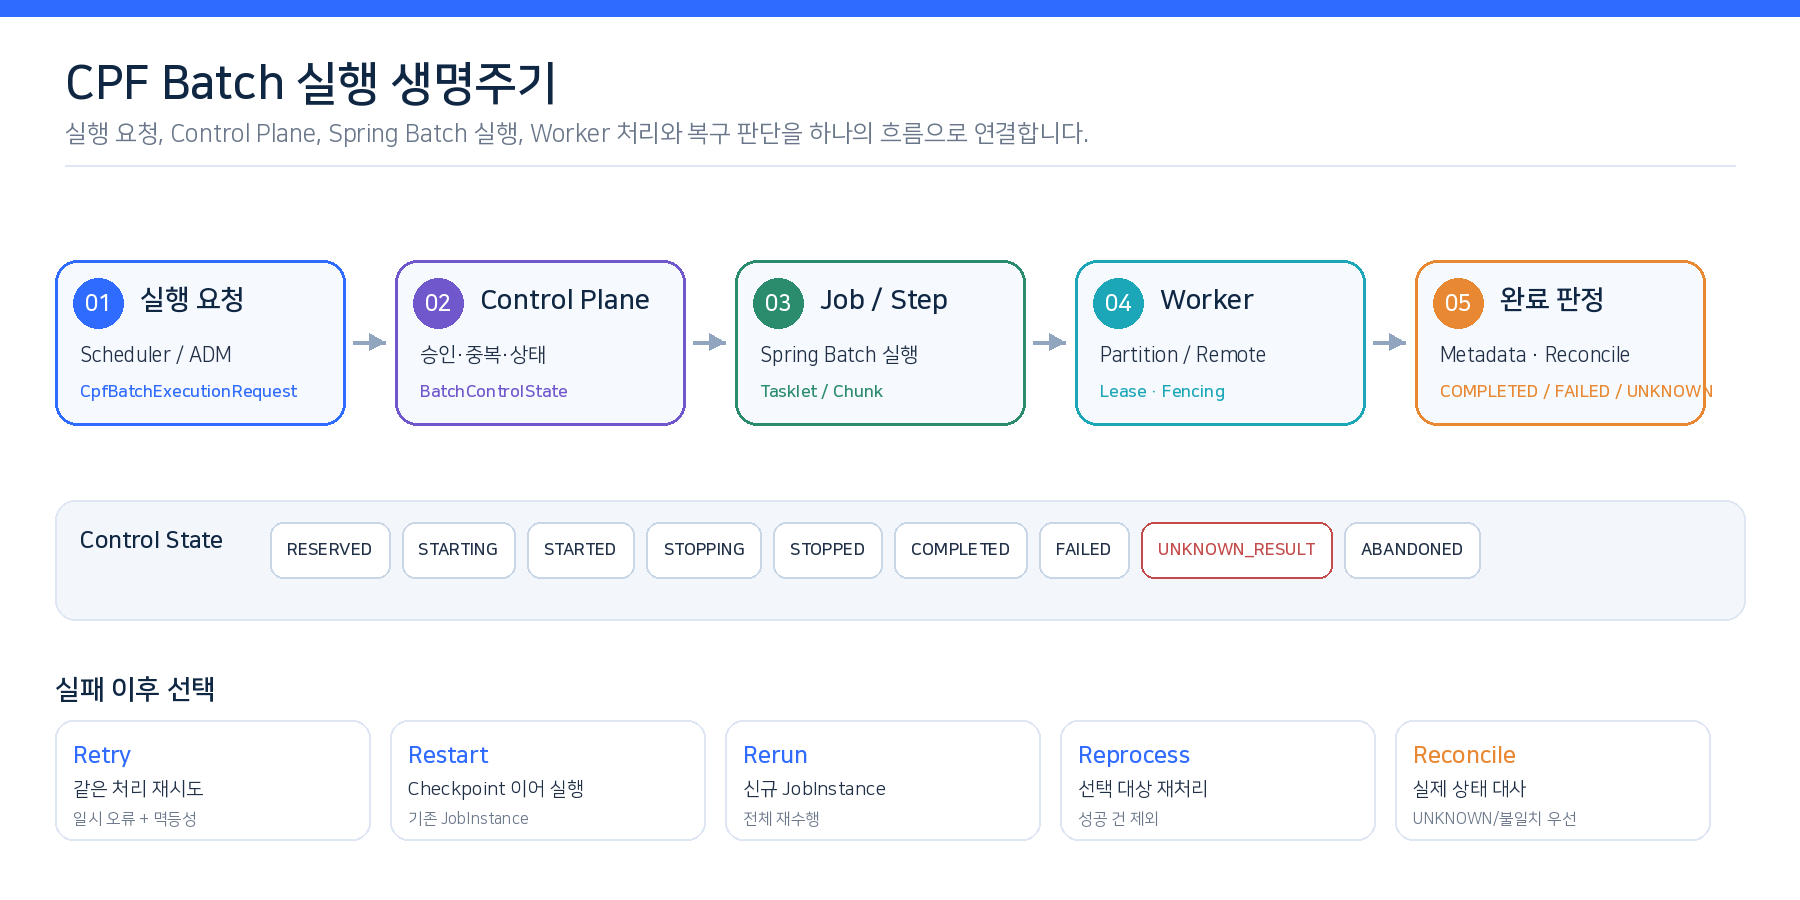 CPF Batch 실행 생명주기
실행 요청, Control Plane, Spring Batch 실행, Worker 처리와 복구 판단을 하나의 흐름으로 연결합니다.
01 실행 요청
Scheduler / ADM
CpfBatchExecutionRequest
02 Control Plane
승인·중복·상태
BatchControlState
03 Job / Step
Spring Batch 실행
Tasklet / Chunk
04 Worker
Partition / Remote
Lease · Fencing
05 완료 판정
Metadata · Reconcile
COMPLETED / FAILED / UNKNOWN
Control State
RESERVED
STARTING
STARTED
STOPPING
STOPPED
COMPLETED
FAILED
UNKNOWN_RESULT
ABANDONED
실패 이후 선택
Retry
같은 처리 재시도
일시 오류 + 멱등성
Restart
Checkpoint 이어 실행
기존 JobInstance
Rerun
신규 JobInstance
전체 재수행
Reprocess
선택 대상 재처리
성공 건 제외
Reconcile
실제 상태 대사
UNKNOWN/불일치 우선